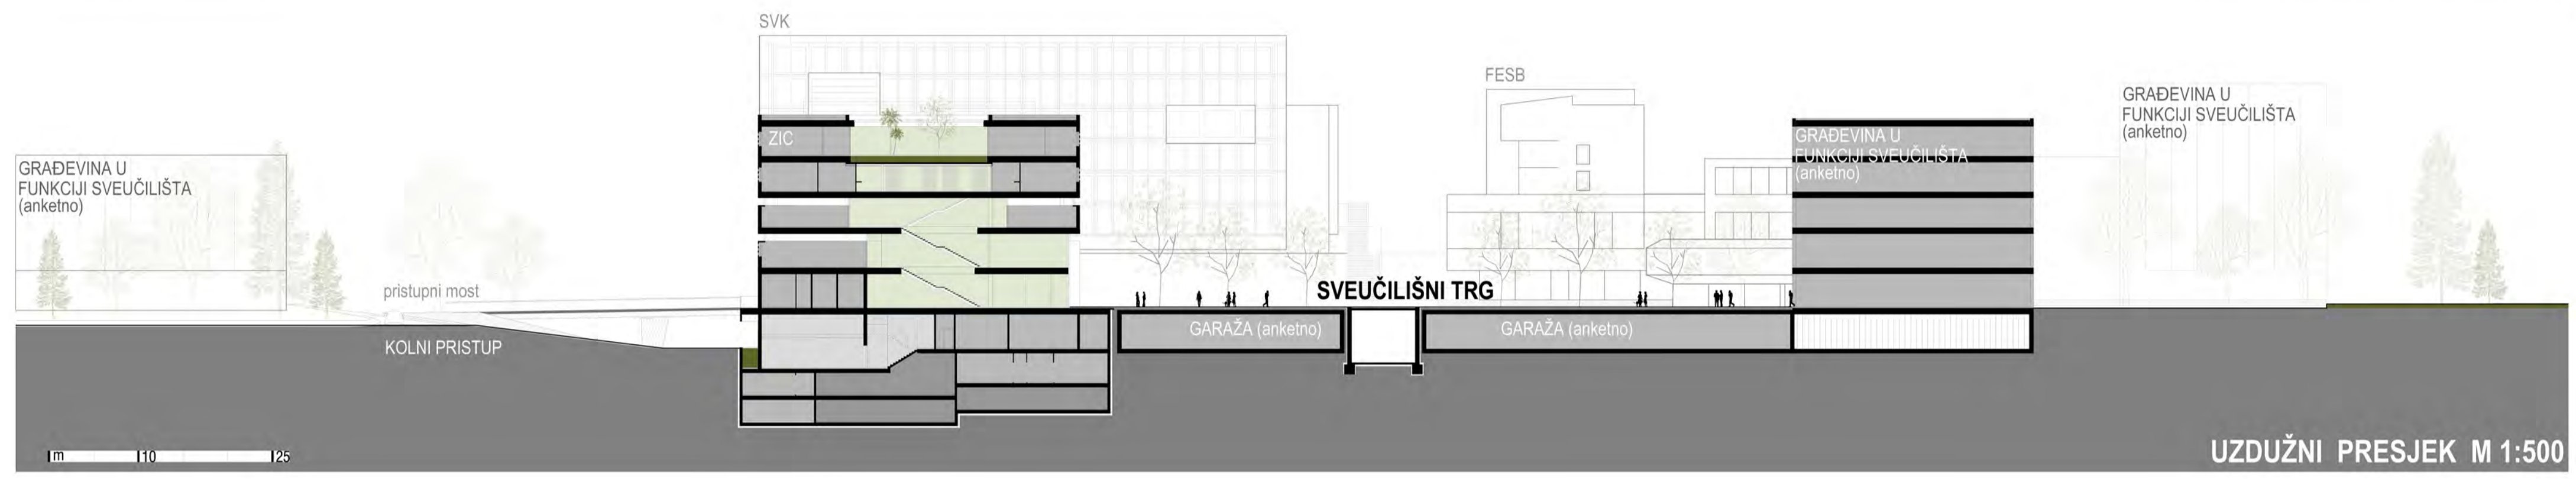 SVK
FESB
GRAĐEVINA U
FUNKCIJI SVEUČILIŠTA
(anketno)
ZIC
GRAĐEVINA U
FUNKCIJI SVEUČILIŠTA
(anketno)
GRAĐEVINA U
FUNKCIJI SVEUČILIŠTA
(anketno)
pristupni most
SVEUČILIŠNI TRG
KOLNI PRISTUP
GARAŽA (anketno)
GARAŽA (anketno)
m 10 25
UZDUŽNI PRESJEK M 1:500